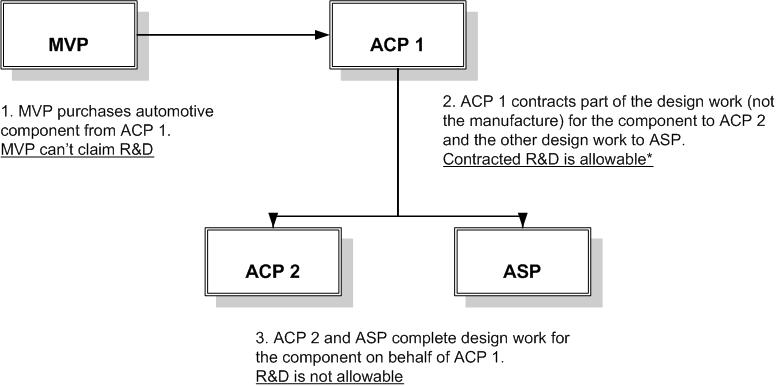 MVP
ACP 1
1. MVP purchases automotive
component from ACP 1.
MVP can't claim R&D
2. ACP 1 contracts part of the design work (not
the manufacture) for the component to ACP 2
and the other design work to ASP.
Contracted R&D is allowable*
ACP 2
ASP
3. ACP 2 and ASP complete design work for
the component on behalf of ACP 1.
R&D is not allowable